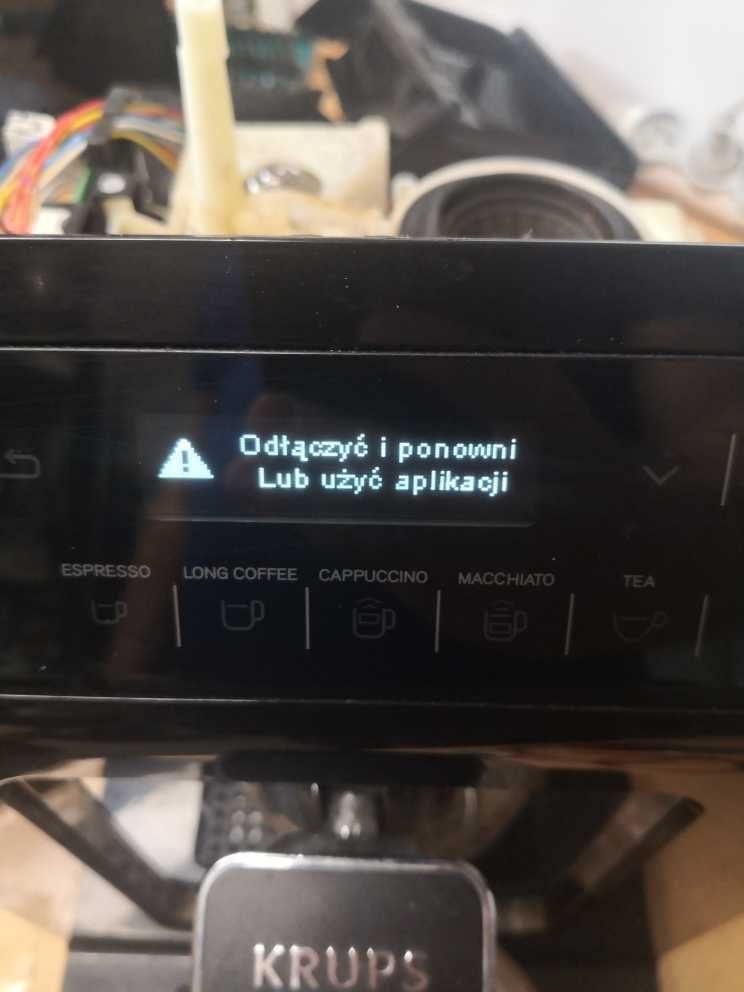 Odłączyć i ponowni
Lub użyć aplikacji
ESPRESSO LONG COFFEE CAPPUCCINO MACCHIATO TEA
KRUPS